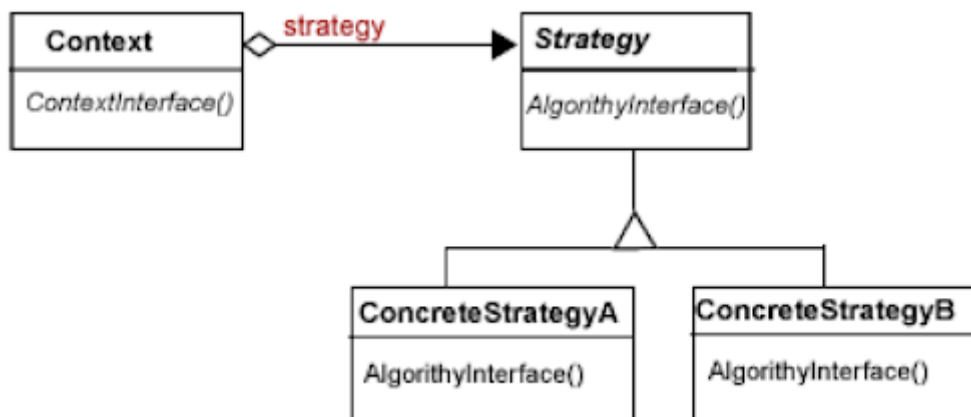 Context
strategy
Strategy
ContextInterface()
AlgorithyInterface()
ConcreteStrategyA
ConcreteStrategyB
AlgorithyInterface()
AlgorithyInterface()